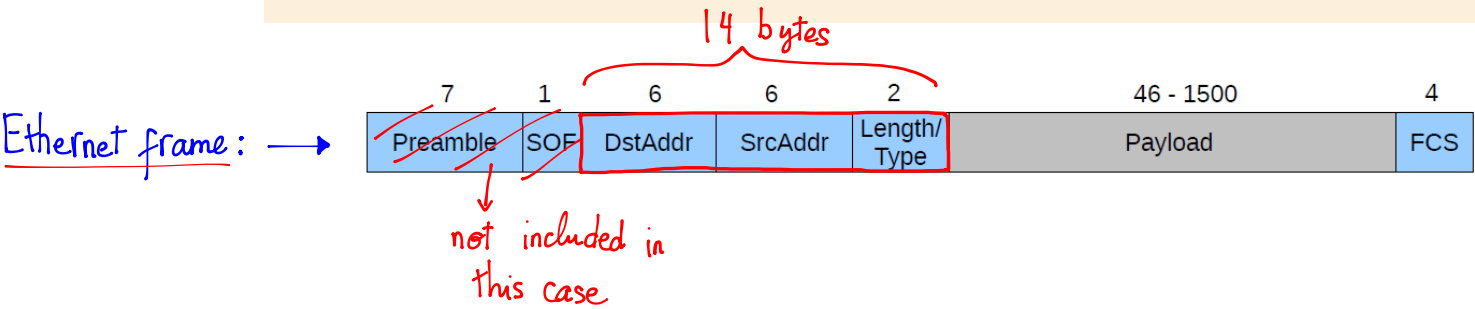 14 bytes
7 1 6 6 2 46 - 1500 4
Ethernet frame:
Preamble SOF DstAddr SrcAddr Length/ Payload FCS
Type
not included in
this case